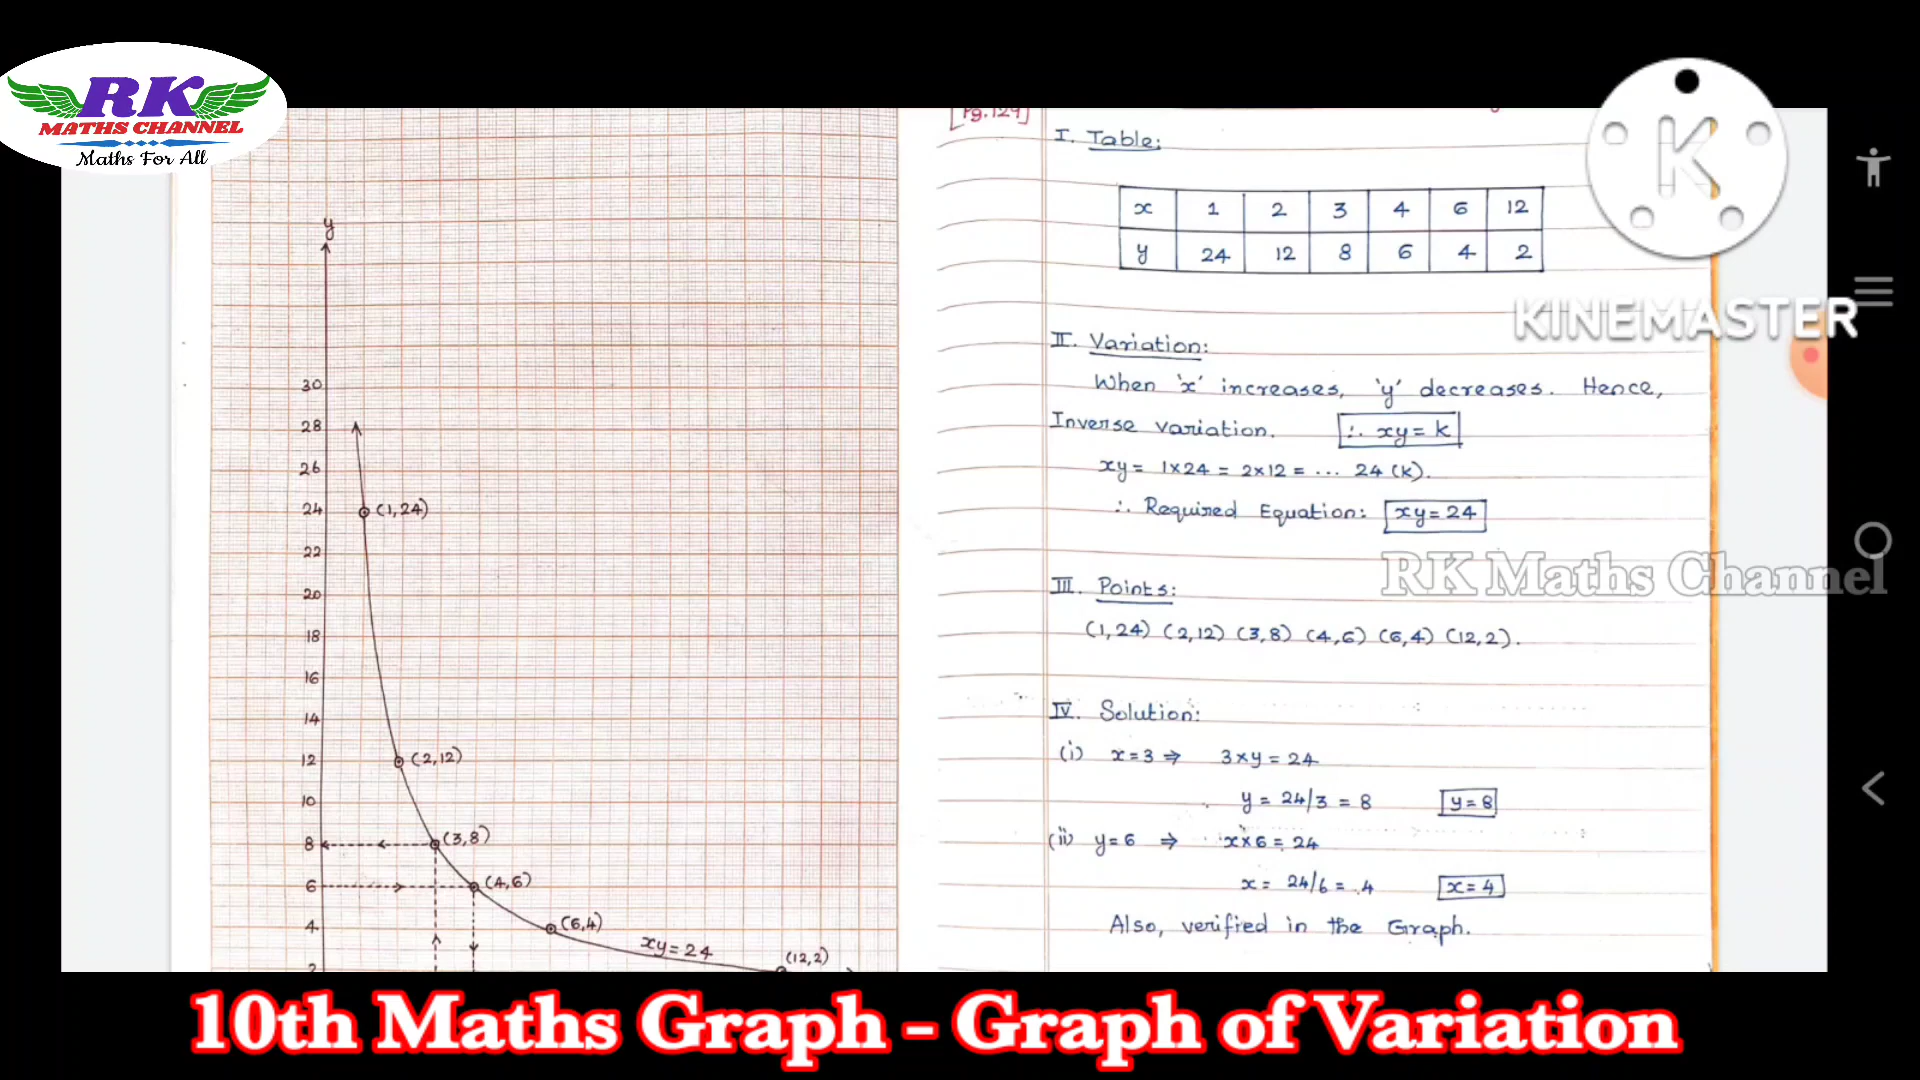 RK
MATHS CHANNEL
Maths For All
[Pg.124]
I. Table:
x 1 2 3 4 6 12
y 24 12 8 6 4 2
K
KINEMASTER
II. Variation:
When 'x' increases, 'y' decreases. Hence,
Inverse variation. ∴ xy = k
xy = 1×24 = 2×12 = ... 24 (k).
∴ Required Equation: xy = 24
RK Maths Channel
III. Points:
(1,24) (2,12) (3,8) (4,6) (6,4) (12,2).
IV. Solution:
(i) x=3 ⇒ 3×y = 24
y = 24/3 = 8 y=8
(ii) y=6 ⇒ x×6 = 24
x = 24/6 = 4 x=4
Also, verified in the Graph.
y
30
28
26
24 (1,24)
22
20
18
16
14
12 (2,12)
10
8 (3,8)
6 (4,6)
4 (6,4)
xy=24
2 (12,2)
10th Maths Graph - Graph of Variation